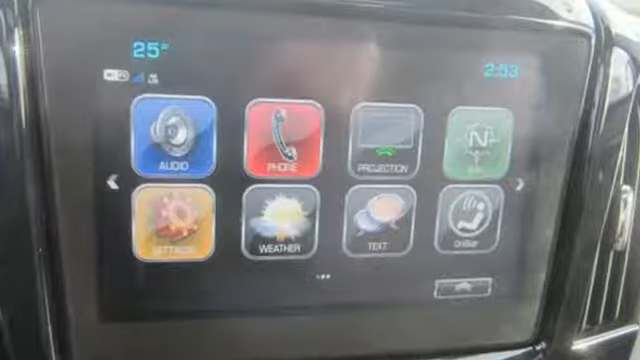 25°
2:53
AUDIO
PHONE
PROJECTION
N
SETTINGS
WEATHER
TEXT
OnStar